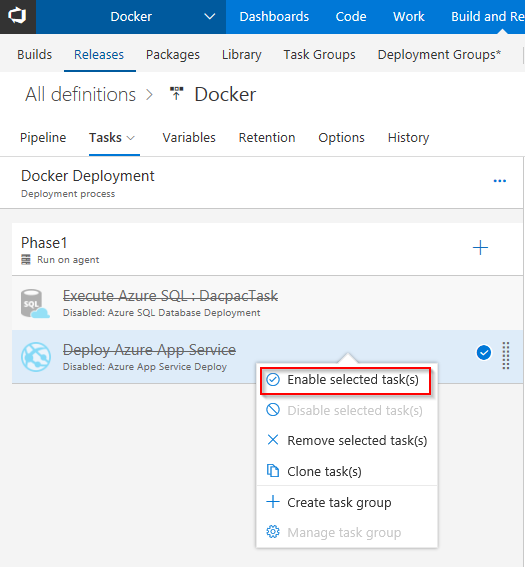 Docker Dashboards Code Work Build and Re
Builds Releases Packages Library Task Groups Deployment Groups*
All definitions > Docker
Pipeline Tasks Variables Retention Options History
Docker Deployment
...
Deployment process
Phase1
Run on agent
SQL
Execute Azure SQL : DacpacTask
Disabled: Azure SQL Database Deployment
Deploy Azure App Service
Disabled: Azure App Service Deploy
Enable selected task(s)
Disable selected task(s)
Remove selected task(s)
Clone task(s)
Create task group
Manage task group